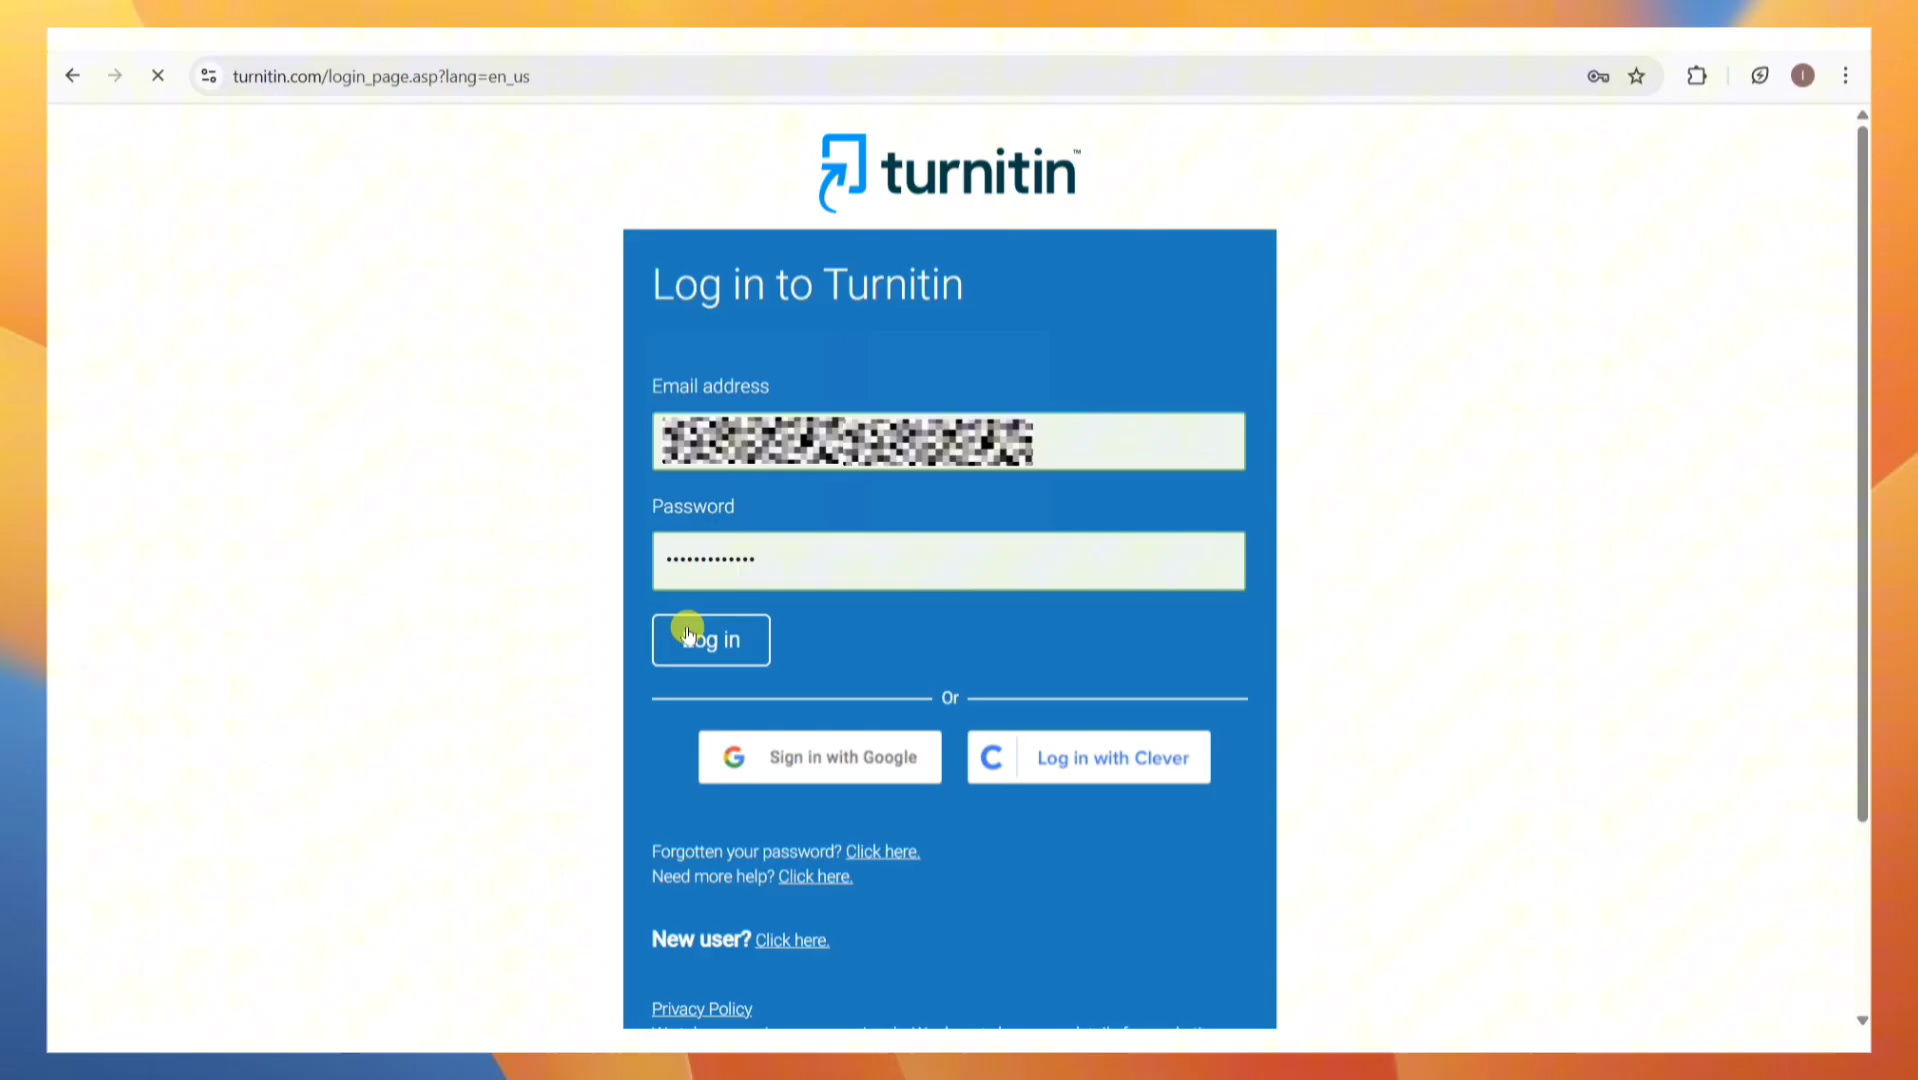 turnitin.com/login_page.asp?lang=en_us
I
turnitin™
Log in to Turnitin
Email address
Password
•••••••••••••
Log in
Or
G Sign in with Google
C Log in with Clever
Forgotten your password? Click here.
Need more help? Click here.
New user? Click here.
Privacy Policy